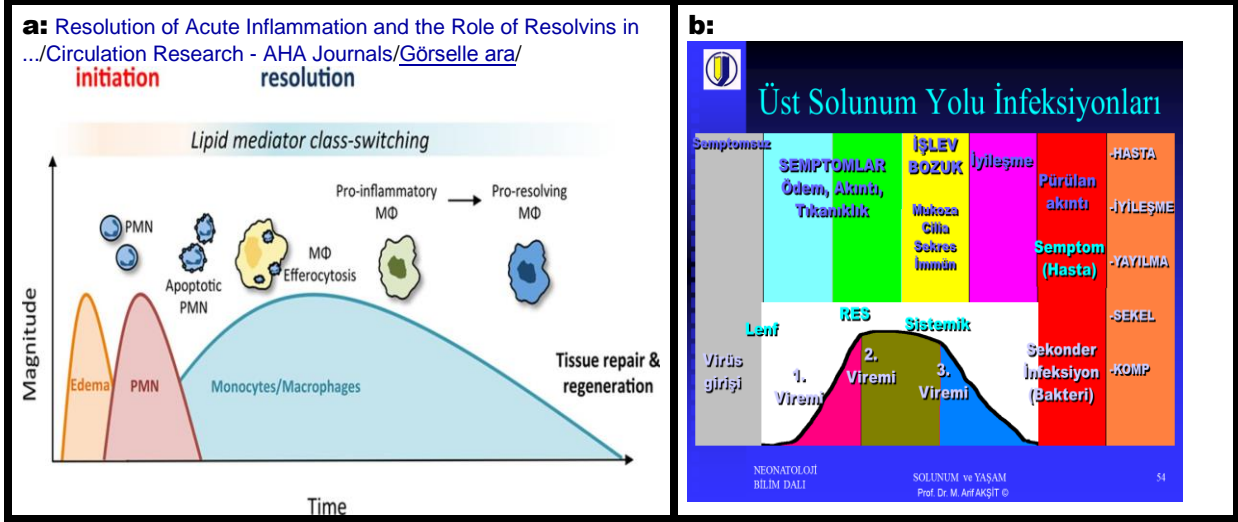 a: Resolution of Acute Inflammation and the Role of Resolvins in
.../Circulation Research - AHA Journals/Görselle ara/
initiation
resolution
Lipid mediator class-switching
Pro-inflammatory
MΦ
Pro-resolving
MΦ
PMN
MΦ
Efferocytosis
Apoptotic
PMN
Magnitude
Edema
PMN
Monocytes/Macrophages
Tissue repair &
regeneration
Time
b:
Üst Solunum Yolu İnfeksiyonları
Semptomsuz
SEMPTOMLAR
Ödem, Akıntı,
Tıkanıklık
İŞLEV
BOZUK
Mukoza
Cilia
Sekres
İmmün
İyileşme
Pürülan
akıntı
Semptom
(Hasta)
-HASTA
-İYİLEŞME
-YAYILMA
-SEKEL
-KOMP
Lenf
RES
Sistemik
Virüs
girişi
1.
Viremi
2.
Viremi
3.
Viremi
Sekonder
İnfeksiyon
(Bakteri)
NEONATOLOJİ
BİLİM DALI
SOLUNUM ve YAŞAM
Prof. Dr. M. Arif AKŞİT ©
54